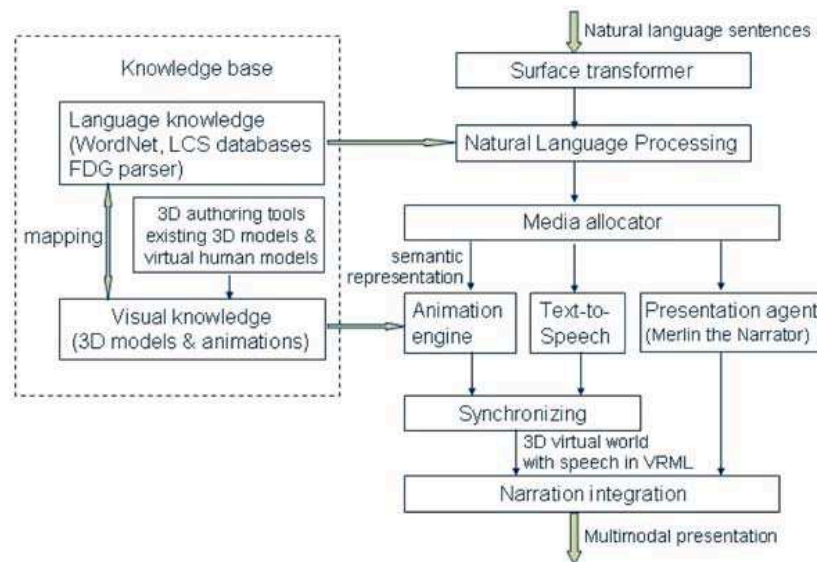 Natural language sentences
Surface transformer
Knowledge base
Language knowledge
(WordNet, LCS databases
FDG parser)
Natural Language Processing
mapping
3D authoring tools
existing 3D models &
virtual human models
Visual knowledge
(3D models & animations)
Media allocator
semantic
representation
Animation
engine
Text-to-
Speech
Presentation agent
(Merlin the Narrator)
Synchronizing
3D virtual world
with speech in VRML
Narration integration
Multimodal presentation